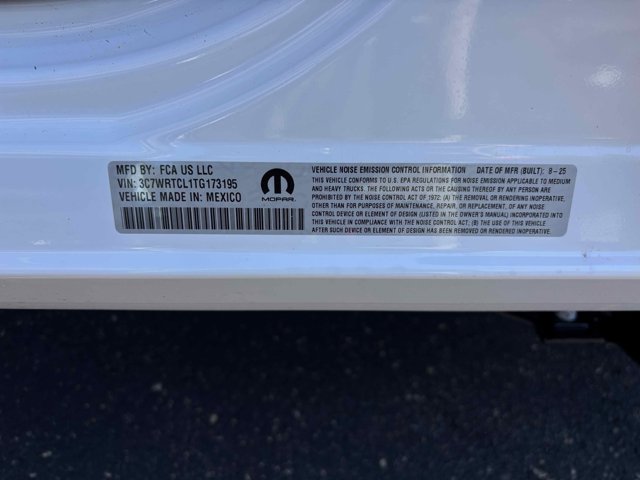 MFD BY: FCA US LLC
VIN: 3C7WRTCL1TG173195
VEHICLE MADE IN: MEXICO
MOPAR.
VEHICLE NOISE EMISSION CONTROL INFORMATION DATE OF MFR (BUILT): 8-25
THIS VEHICLE CONFORMS TO U.S. EPA REGULATIONS FOR NOISE EMISSION APPLICABLE TO MEDIUM
AND HEAVY TRUCKS. THE FOLLOWING ACTS OR THE CAUSING THEREOF BY ANY PERSON ARE
PROHIBITED BY THE NOISE CONTROL ACT OF 1972: (A) THE REMOVAL OR RENDERING INOPERATIVE,
OTHER THAN FOR PURPOSES OF MAINTENANCE, REPAIR, OR REPLACEMENT, OF ANY NOISE
CONTROL DEVICE OR ELEMENT OF DESIGN (LISTED IN THE OWNER'S MANUAL) INCORPORATED INTO
THIS VEHICLE IN COMPLIANCE WITH THE NOISE CONTROL ACT; (B) THE USE OF THIS VEHICLE
AFTER SUCH DEVICE OR ELEMENT OF DESIGN HAS BEEN REMOVED OR RENDERED INOPERATIVE.